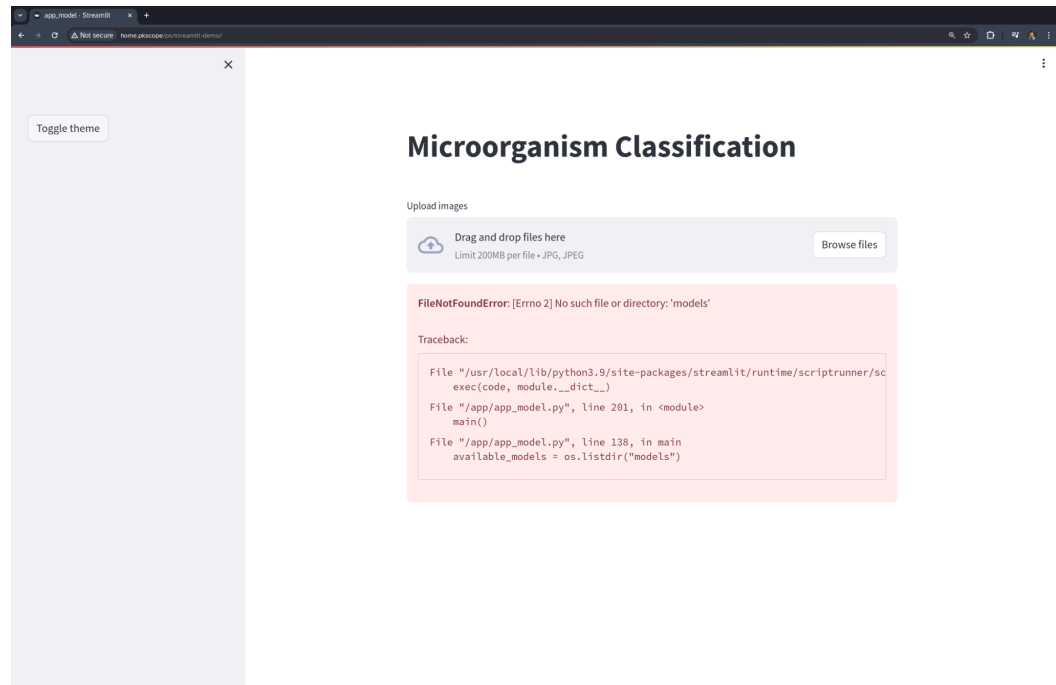 app_model · Streamlit
Not secure home.pkscope/ps/streamlit-demo/
Toggle theme
Microorganism Classification
Upload images
Drag and drop files here
Limit 200MB per file • JPG, JPEG
Browse files
FileNotFoundError: [Errno 2] No such file or directory: 'models'
Traceback:
File "/usr/local/lib/python3.9/site-packages/streamlit/runtime/scriptrunner/sc
exec(code, module.__dict__)
File "/app/app_model.py", line 201, in <module>
main()
File "/app/app_model.py", line 138, in main
available_models = os.listdir("models")